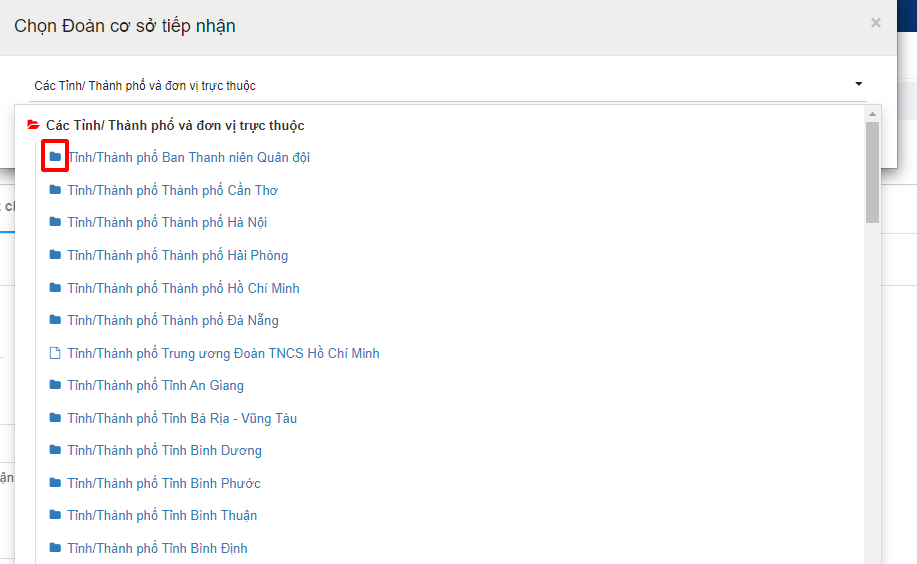 Chọn Đoàn cơ sở tiếp nhận
×
Các Tỉnh/ Thành phố và đơn vị trực thuộc
Các Tỉnh/ Thành phố và đơn vị trực thuộc
Tỉnh/Thành phố Ban Thanh niên Quân đội
Tỉnh/Thành phố Thành phố Cần Thơ
Tỉnh/Thành phố Thành phố Hà Nội
Tỉnh/Thành phố Thành phố Hải Phòng
Tỉnh/Thành phố Thành phố Hồ Chí Minh
Tỉnh/Thành phố Thành phố Đà Nẵng
Tỉnh/Thành phố Trung ương Đoàn TNCS Hồ Chí Minh
Tỉnh/Thành phố Tỉnh An Giang
Tỉnh/Thành phố Tỉnh Bà Rịa - Vũng Tàu
Tỉnh/Thành phố Tỉnh Bình Dương
Tỉnh/Thành phố Tỉnh Bình Phước
Tỉnh/Thành phố Tỉnh Bình Thuận
Tỉnh/Thành phố Tỉnh Bình Định